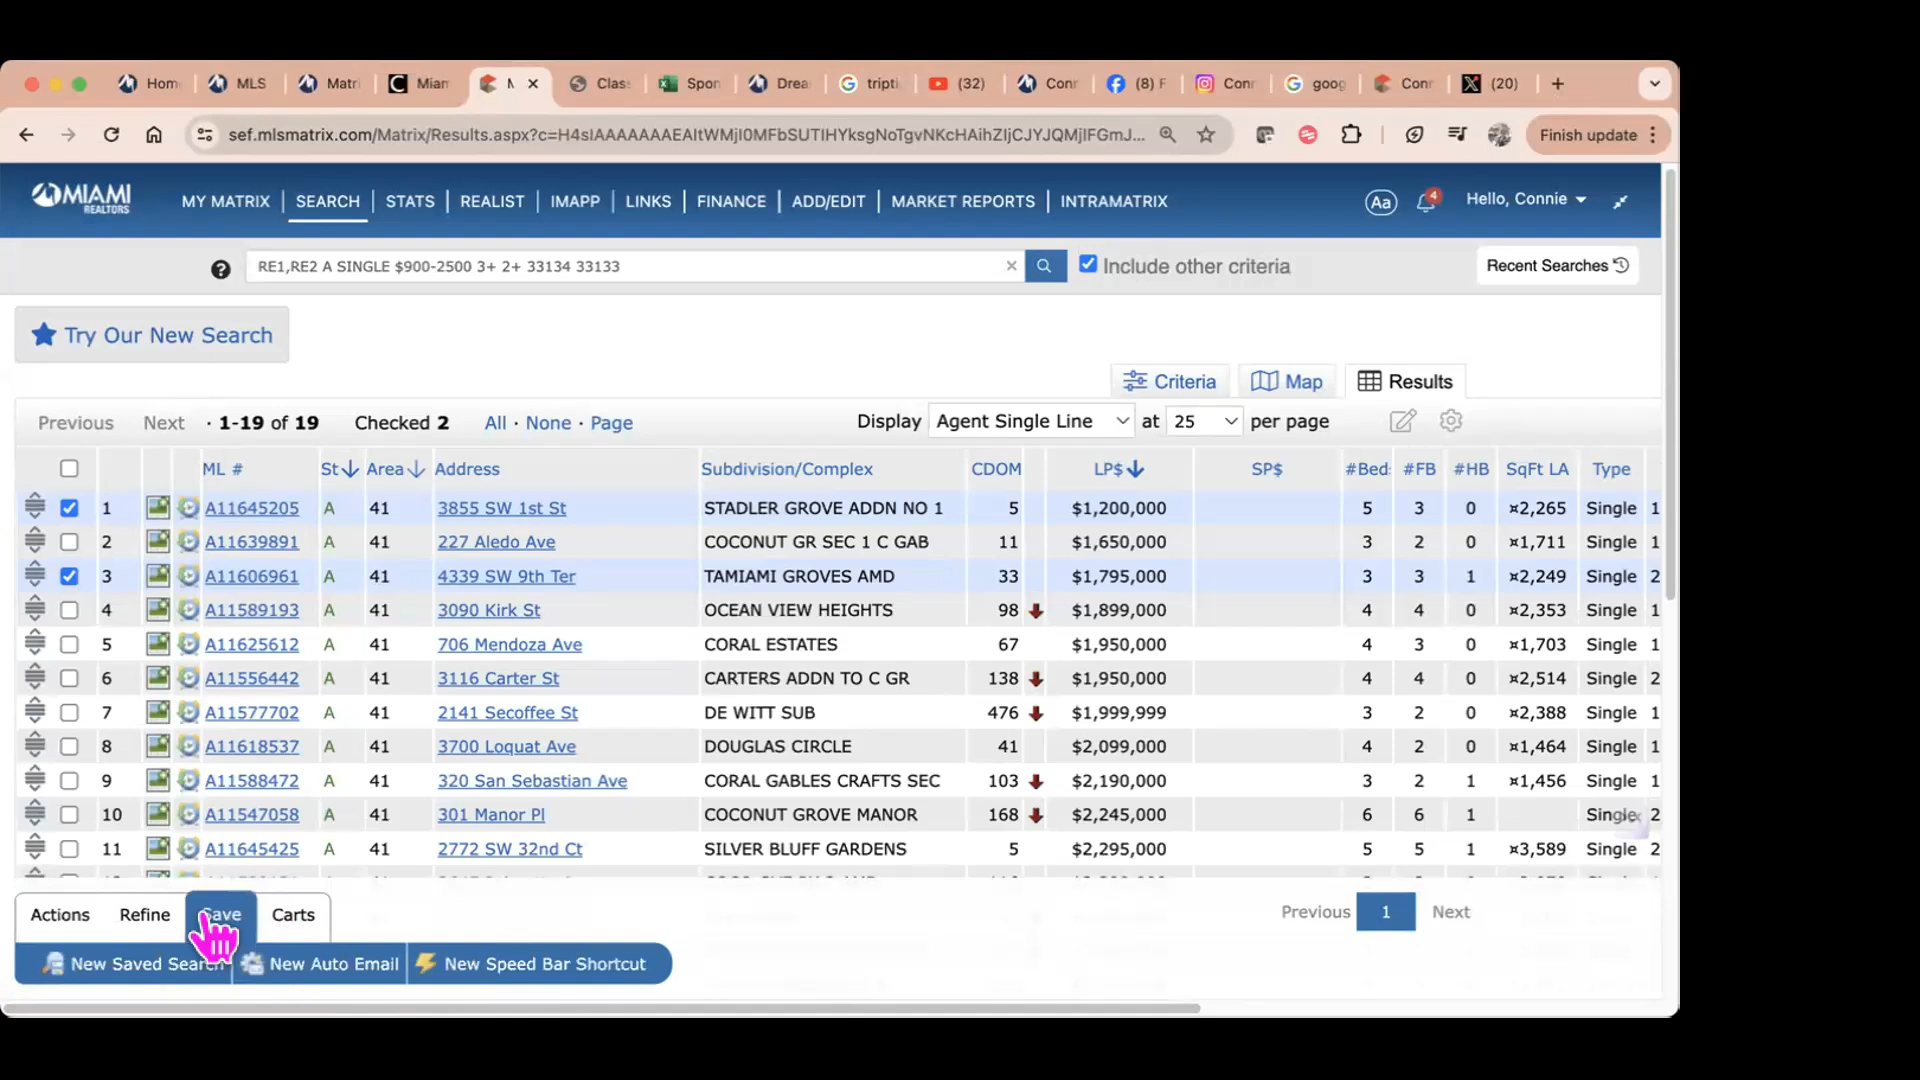 Hom MLS Matri Miam M Class Spon Drea tripti (32) Conn (8) F Conn goog Conn (20)
sef.mlsmatrix.com/Matrix/Results.aspx?c=H4sIAAAAAAAEAItWMjI0MFbSUTIHYksgNoTgvNKcHAihZIjCJYJQMjIFGmJ... Finish update
MIAMI REALTORS MY MATRIX SEARCH STATS REALIST IMAPP LINKS FINANCE ADD/EDIT MARKET REPORTS INTRAMATRIX Aa 4 Hello, Connie
RE1,RE2 A SINGLE $900-2500 3+ 2+ 33134 33133 Include other criteria Recent Searches
Try Our New Search
Criteria Map Results
Previous Next · 1-19 of 19 Checked 2 All · None · Page Display Agent Single Line at 25 per page
ML # St Area Address Subdivision/Complex CDOM LP$ SP$ #Beds #FB #HB SqFt LA Type
1 A11645205 A 41 3855 SW 1st St STADLER GROVE ADDN NO 1 5 $1,200,000 5 3 0 ¤2,265 Single 1
2 A11639891 A 41 227 Aledo Ave COCONUT GR SEC 1 C GAB 11 $1,650,000 3 2 0 ¤1,711 Single 1
3 A11606961 A 41 4339 SW 9th Ter TAMIAMI GROVES AMD 33 $1,795,000 3 3 1 ¤2,249 Single 2
4 A11589193 A 41 3090 Kirk St OCEAN VIEW HEIGHTS 98 $1,899,000 4 4 0 ¤2,353 Single 1
5 A11625612 A 41 706 Mendoza Ave CORAL ESTATES 67 $1,950,000 4 3 0 ¤1,703 Single 1
6 A11556442 A 41 3116 Carter St CARTERS ADDN TO C GR 138 $1,950,000 4 4 0 ¤2,514 Single 2
7 A11577702 A 41 2141 Secoffee St DE WITT SUB 476 $1,999,999 3 2 0 ¤2,388 Single 1
8 A11618537 A 41 3700 Loquat Ave DOUGLAS CIRCLE 41 $2,099,000 4 2 0 ¤1,464 Single 1
9 A11588472 A 41 320 San Sebastian Ave CORAL GABLES CRAFTS SEC 103 $2,190,000 3 2 1 ¤1,456 Single 1
10 A11547058 A 41 301 Manor Pl COCONUT GROVE MANOR 168 $2,245,000 6 6 1 Single 2
11 A11645425 A 41 2772 SW 32nd Ct SILVER BLUFF GARDENS 5 $2,295,000 5 5 1 ¤3,589 Single 2
Actions Refine Save Carts Previous 1 Next
New Saved Search New Auto Email New Speed Bar Shortcut